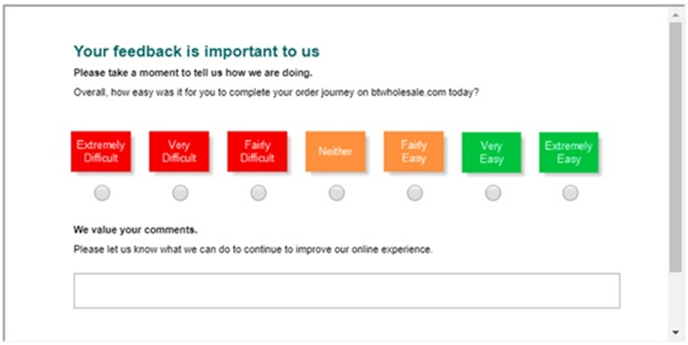 Your feedback is important to us
Please take a moment to tell us how we are doing.
Overall, how easy was it for you to complete your order journey on btwholesale.com today?
Extremely Difficult
Very Difficult
Fairly Difficult
Neither
Fairly Easy
Very Easy
Extremely Easy
We value your comments.
Please let us know what we can do to continue to improve our online experience.